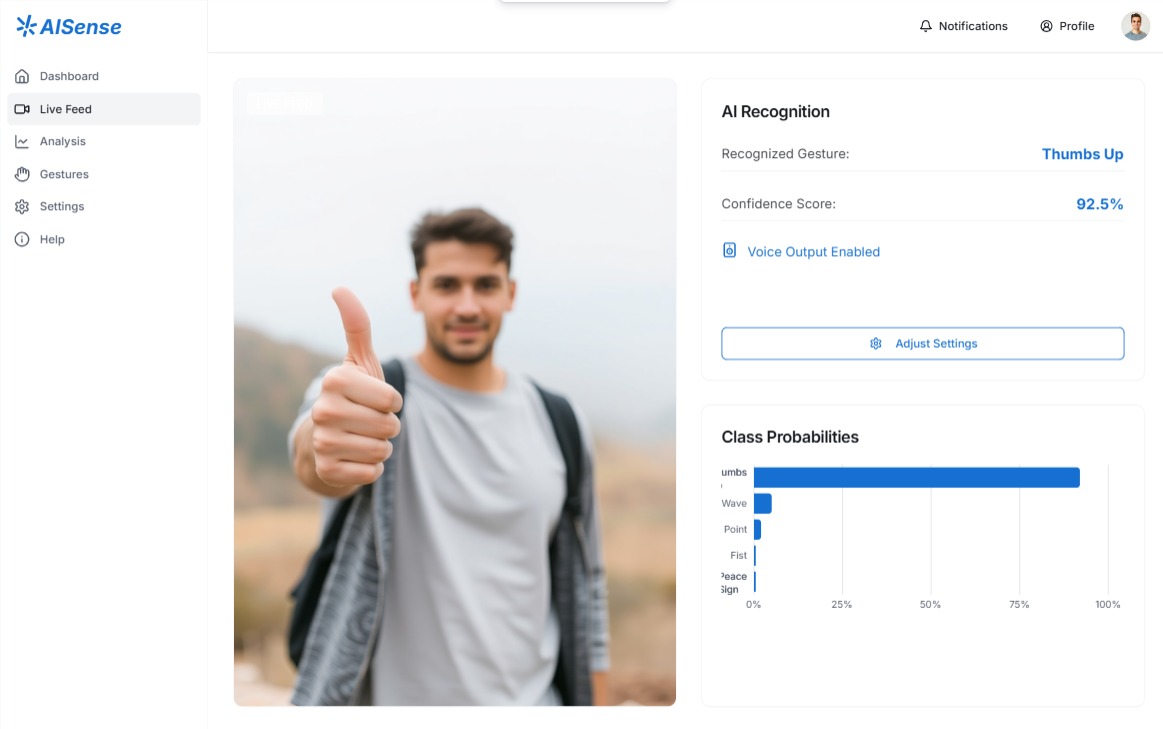 AISense
Notifications
Profile
Dashboard
Live Feed
Analysis
Gestures
Settings
Help
AI Recognition
Recognized Gesture: Thumbs Up
Confidence Score: 92.5%
Voice Output Enabled
Adjust Settings
Class Probabilities
umbs
Wave
Point
Fist
Peace
Sign
0% 25% 50% 75% 100%